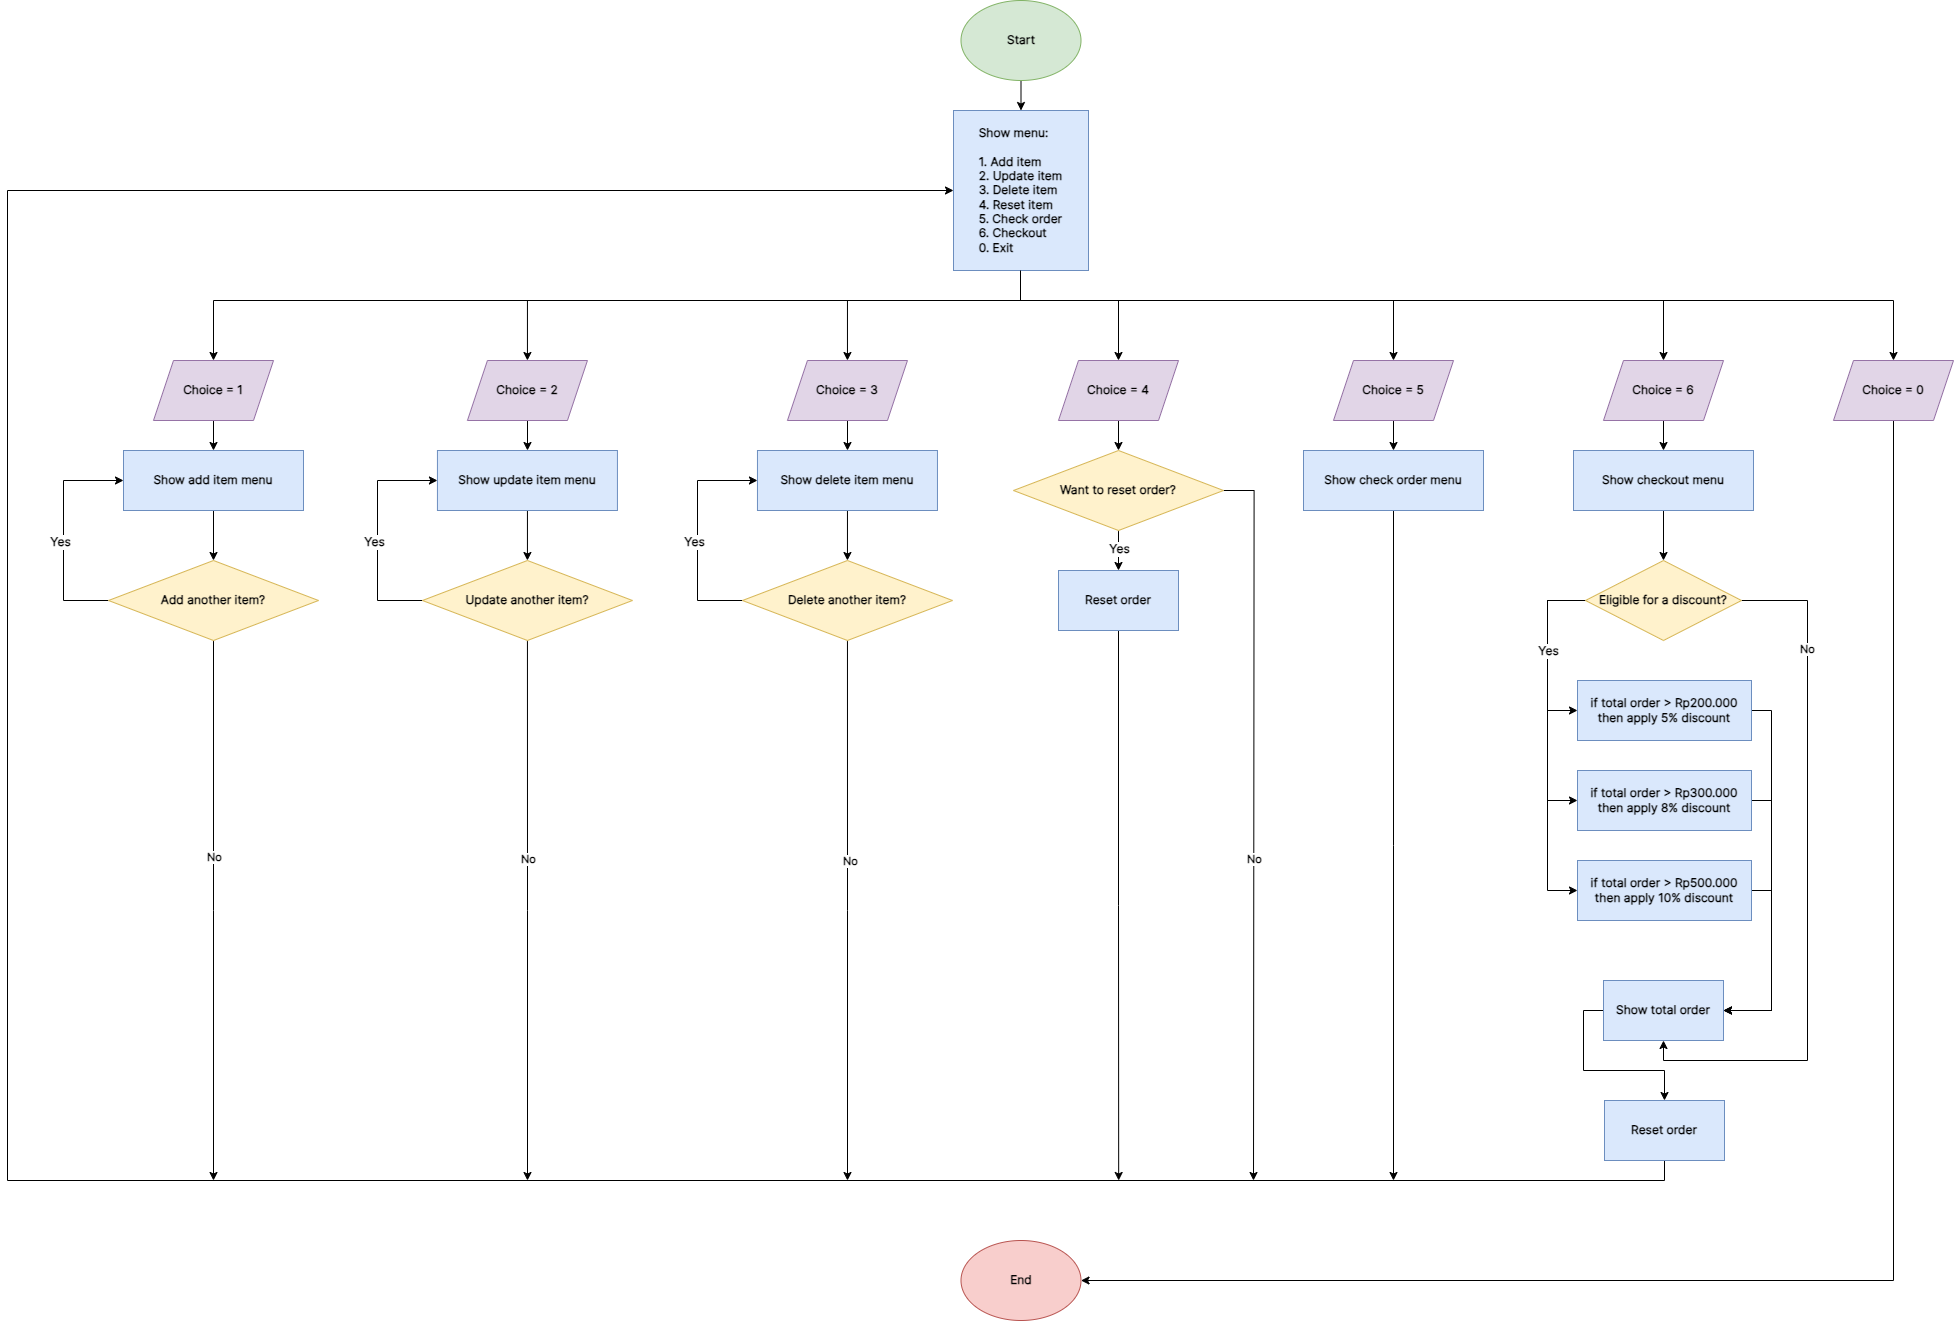 Start
Show menu:
1. Add item
2. Update item
3. Delete item
4. Reset item
5. Check order
6. Checkout
0. Exit
Choice = 1
Choice = 2
Choice = 3
Choice = 4
Choice = 5
Choice = 6
Choice = 0
Show add item menu
Show update item menu
Show delete item menu
Want to reset order?
Show check order menu
Show checkout menu
Yes
Yes
Yes
Yes
Add another item?
Update another item?
Delete another item?
Reset order
Eligible for a discount?
Yes
No
if total order > Rp200.000
then apply 5% discount
if total order > Rp300.000
then apply 8% discount
No
No
No
No
if total order > Rp500.000
then apply 10% discount
Show total order
Reset order
End